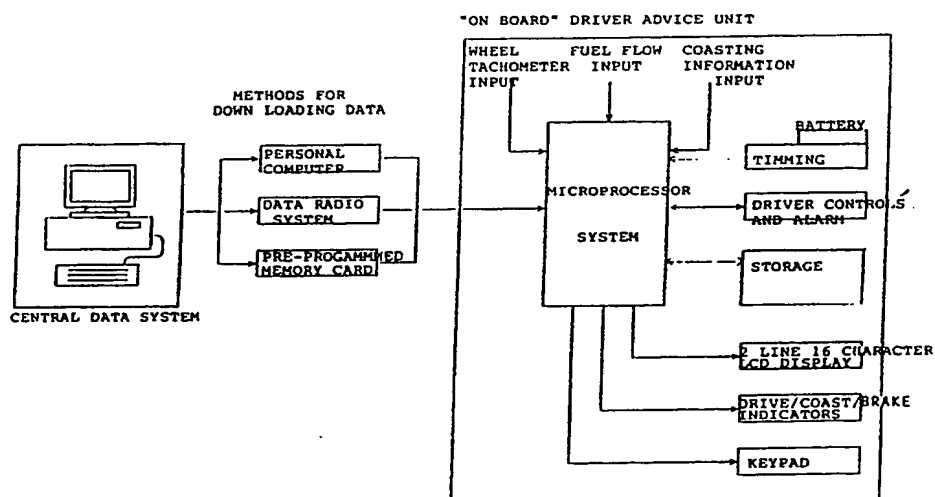 "ON BOARD" DRIVER ADVICE UNIT
WHEEL
TACHOMETER
INPUT
FUEL FLOW
INPUT
COASTING
INFORMATION
INPUT
METHODS FOR
DOWN LOADING DATA
PERSONAL
COMPUTER
DATA RADIO
SYSTEM
PRE-PROGAMMMED
MEMORY CARD
CENTRAL DATA SYSTEM
MICROPROCESSOR
SYSTEM
BATTERY
TIMMING
DRIVER CONTROLS
AND ALARM
STORAGE
2 LINE 16 CHARACTER
LCD DISPLAY
DRIVE/COAST/BRAKE
INDICATORS
KEYPAD